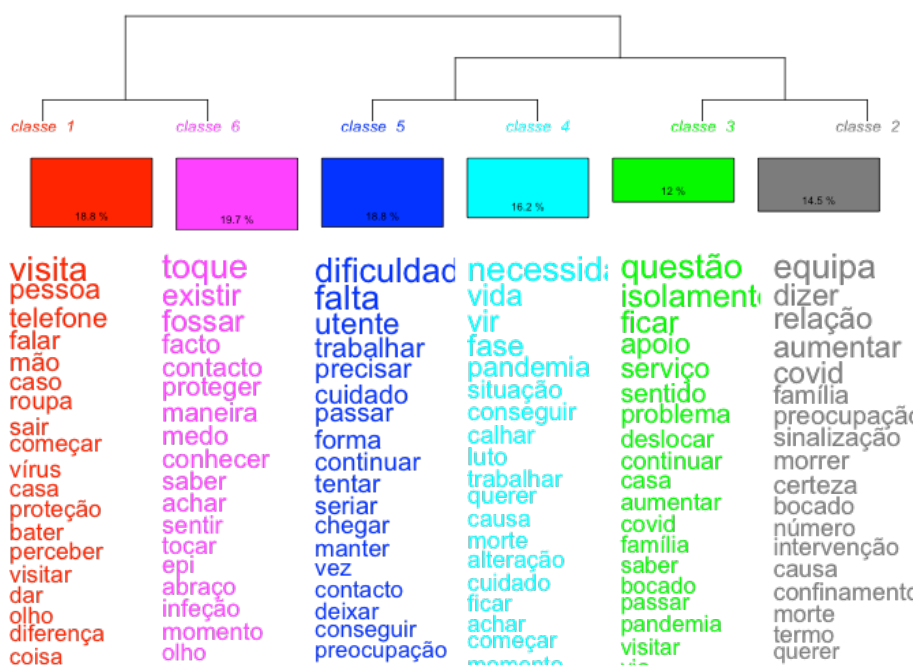 classe 1
classe 6
classe 5
classe 4
classe 3
classe 2
18.8 %
19.7 %
18.8 %
16.2 %
12 %
14.5 %
visita
pessoa
telefone
falar
mão
caso
roupa
sair
começar
vírus
casa
proteção
bater
perceber
visitar
dar
olho
diferença
coisa
toque
existir
fossar
facto
contacto
proteger
maneira
medo
conhecer
saber
achar
sentir
tocar
epi
abraço
infeção
momento
olho
dificuldad
falta
utente
trabalhar
precisar
cuidado
passar
forma
continuar
tentar
seriar
chegar
manter
vez
contacto
deixar
conseguir
preocupação
necessida
vida
vir
fase
pandemia
situação
conseguir
calhar
luto
trabalhar
querer
causa
morte
alteração
cuidado
ficar
achar
começar
momento
questão
isolament
ficar
apoio
serviço
sentido
problema
deslocar
continuar
casa
aumentar
covid
família
saber
bocado
passar
pandemia
visitar
equipa
dizer
relação
aumentar
covid
família
preocupação
sinalização
morrer
certeza
bocado
número
intervenção
causa
confinamento
morte
termo
querer